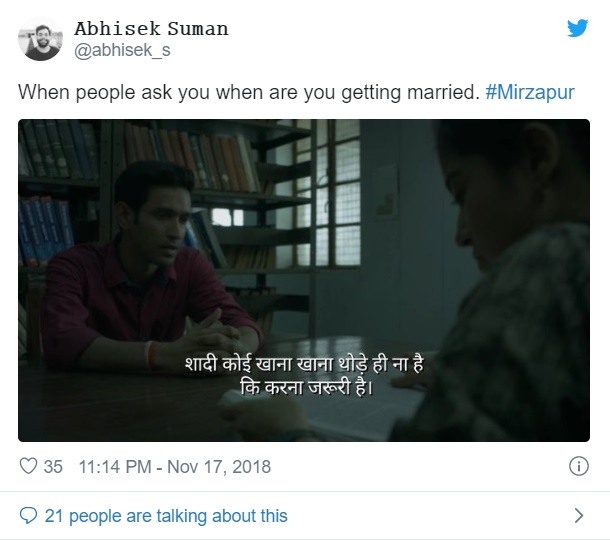 Abhisek Suman
@abhisek_s
When people ask you when are you getting married. #Mirzapur
शादी कोई खाना खाना थोड़े ही ना है
कि करना जरूरी है।
35 11:14 PM - Nov 17, 2018
21 people are talking about this